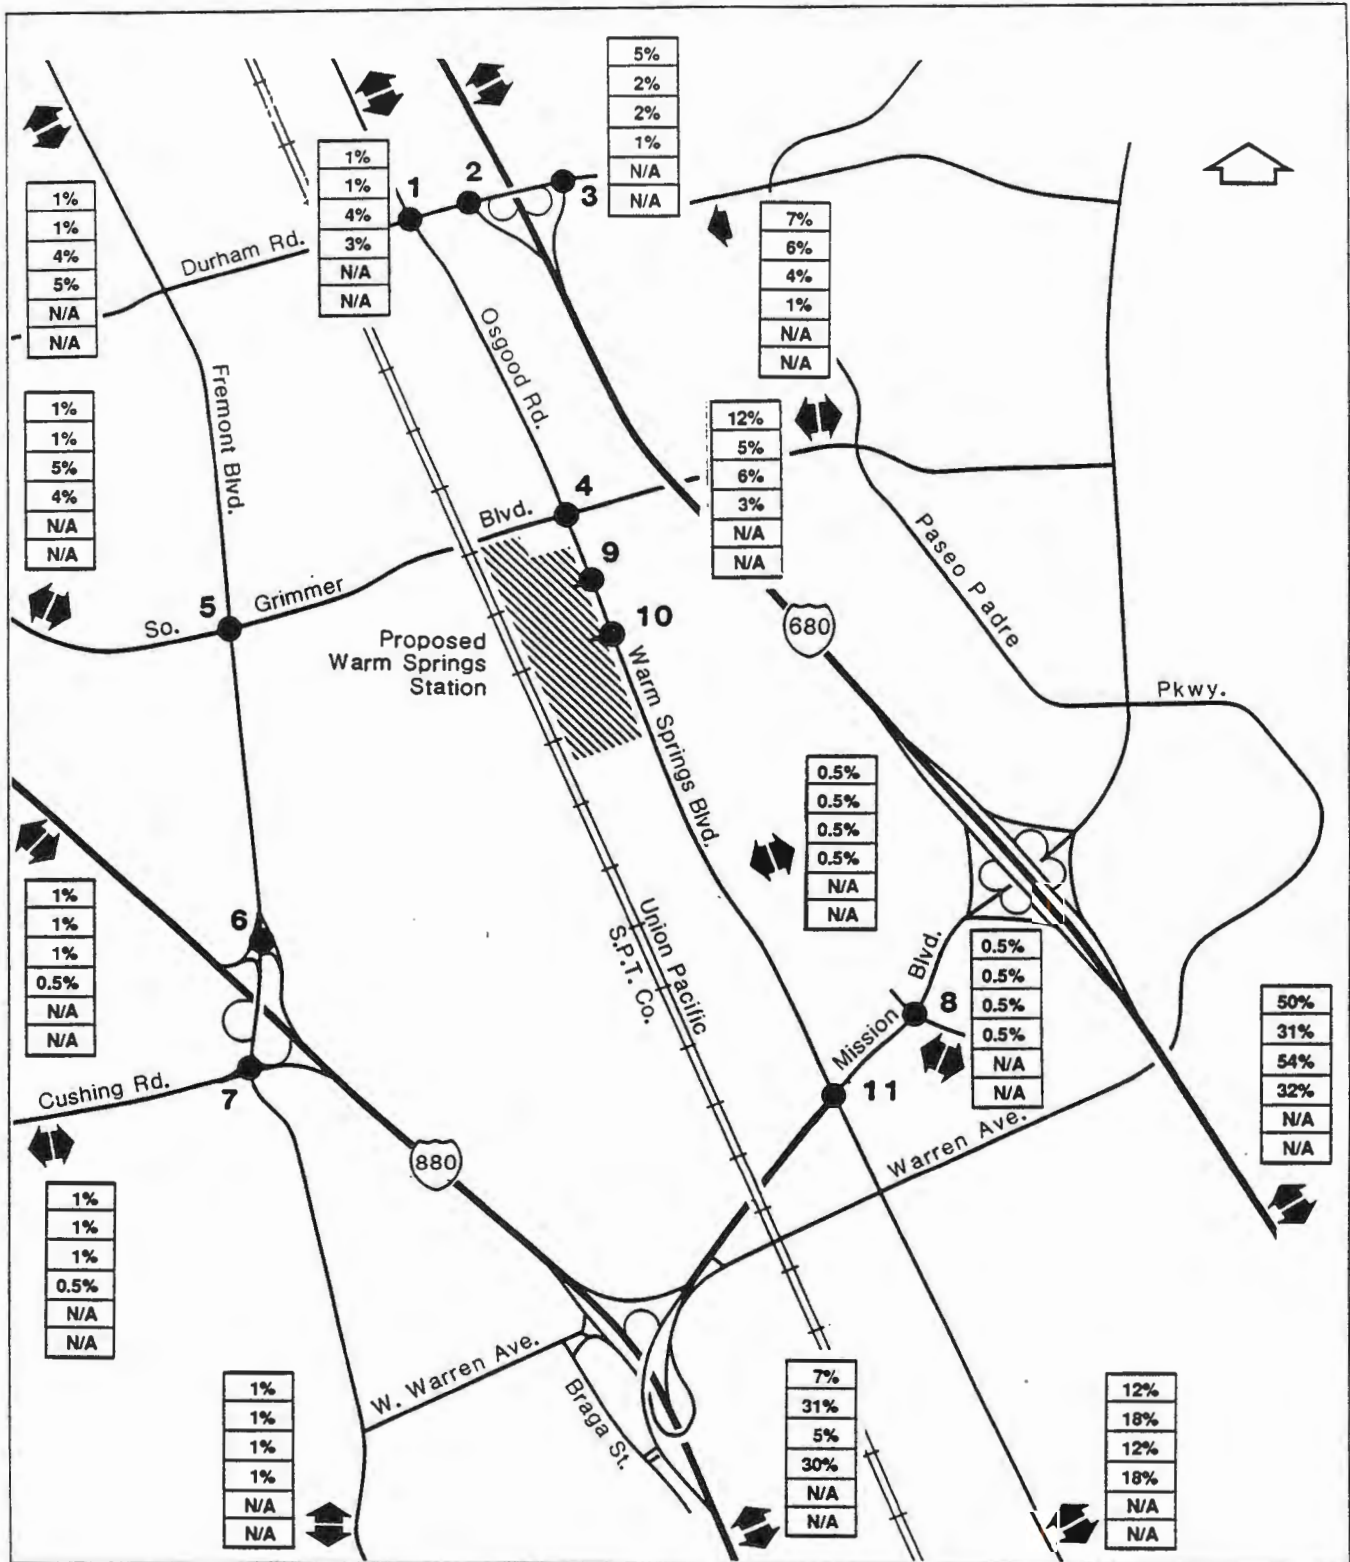 5%
2%
2%
1%
N/A
N/A
1%
1%
4%
3%
N/A
N/A
1
2
3
1%
1%
4%
5%
N/A
N/A
Durham Rd.
7%
6%
4%
1%
N/A
N/A
Osgood Rd.
Fremont Blvd.
1%
1%
5%
4%
N/A
N/A
12%
5%
6%
3%
N/A
N/A
4
Blvd.
9
Paseo Padre
5
So.
Grimmer
10
680
Proposed
Warm Springs
Station
Warm Springs Blvd.
Pkwy.
0.5%
0.5%
0.5%
0.5%
N/A
N/A
1%
1%
1%
0.5%
N/A
N/A
6
Union Pacific
S.P.T. Co.
Mission Blvd.
8
0.5%
0.5%
0.5%
0.5%
N/A
N/A
50%
31%
54%
32%
N/A
N/A
Cushing Rd.
7
11
Warren Ave.
880
1%
1%
1%
0.5%
N/A
N/A
W. Warren Ave.
Braga St.
1%
1%
1%
1%
N/A
N/A
7%
31%
5%
30%
N/A
N/A
12%
18%
12%
18%
N/A
N/A